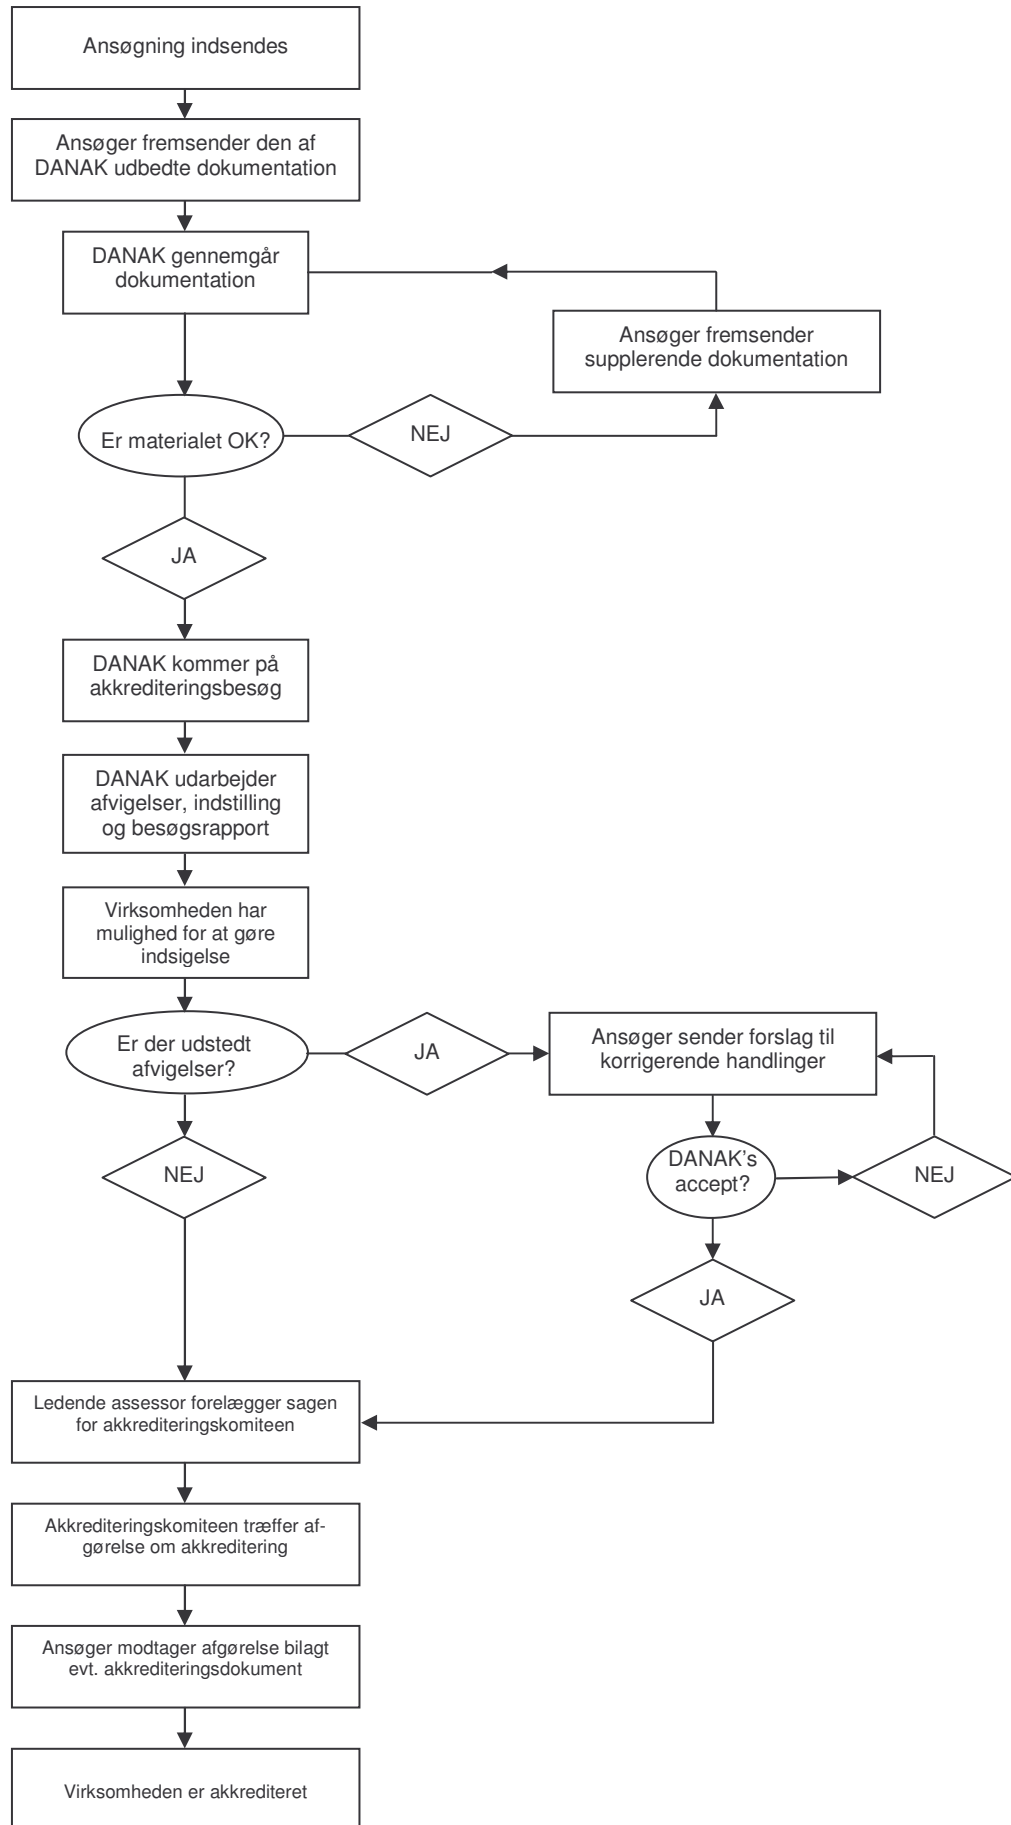 Ansøgning indsendes
Ansøger fremsender den af
DANAK udbedte dokumentation
DANAK gennemgår
dokumentation
Ansøger fremsender
supplerende dokumentation
Er materialet OK?
NEJ
JA
DANAK kommer på
akkrediteringsbesøg
DANAK udarbejder
afvigelser, indstilling
og besøgsrapport
Virksomheden har
mulighed for at gøre
indsigelse
Er der udstedt
afvigelser?
JA
Ansøger sender forslag til
korrigerende handlinger
NEJ
DANAK's
accept?
NEJ
JA
Ledende assessor forelægger sagen
for akkrediteringskomiteen
Akkrediteringskomiteen træffer af-
gørelse om akkreditering
Ansøger modtager afgørelse bilagt
evt. akkrediteringsdokument
Virksomheden er akkrediteret